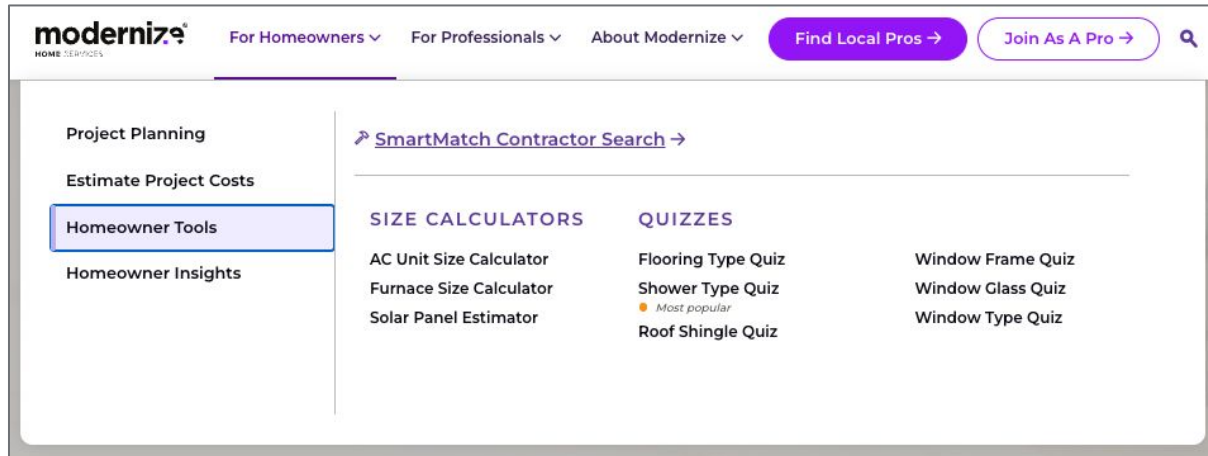 modernize
HOME SERVICES
For Homeowners
For Professionals
About Modernize
Find Local Pros →
Join As A Pro →
Project Planning
Estimate Project Costs
Homeowner Tools
Homeowner Insights
SmartMatch Contractor Search →
SIZE CALCULATORS
AC Unit Size Calculator
Furnace Size Calculator
Solar Panel Estimator
QUIZZES
Flooring Type Quiz
Shower Type Quiz
Most popular
Roof Shingle Quiz
Window Frame Quiz
Window Glass Quiz
Window Type Quiz